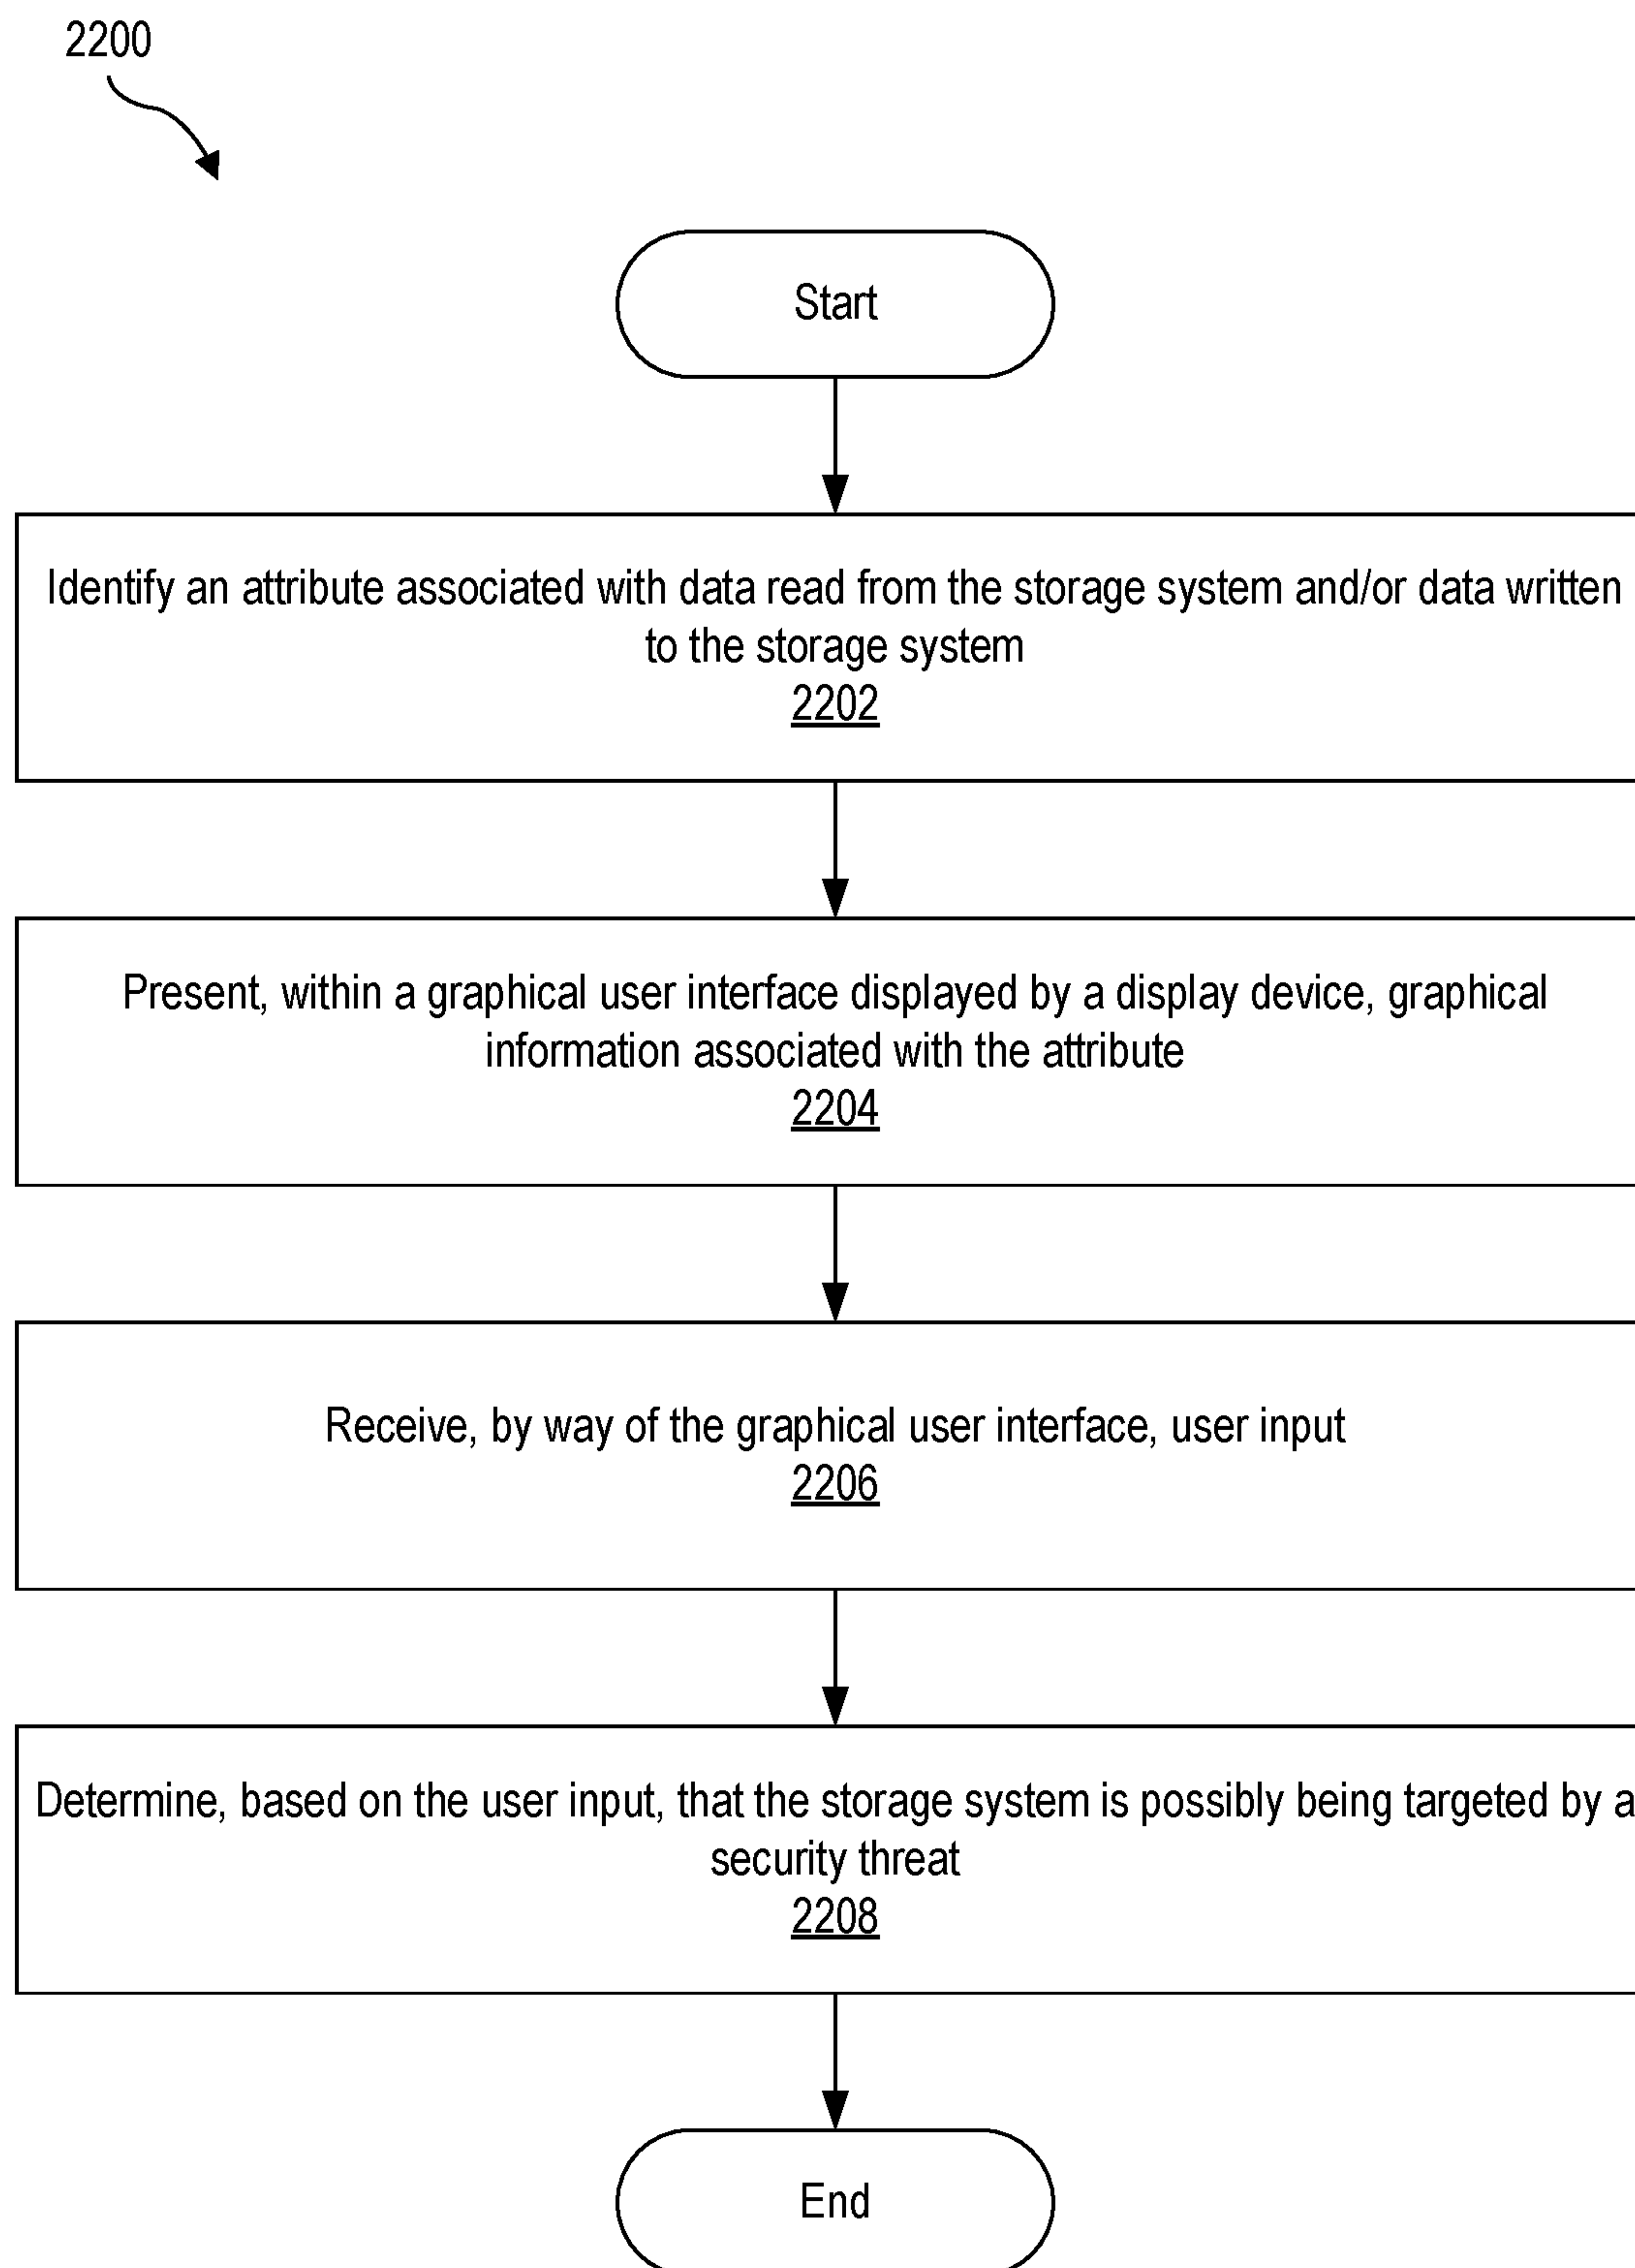 2200
Start
Identify an attribute associated with data read from the storage system and/or data written
to the storage system
2202
Present, within a graphical user interface displayed by a display device, graphical
information associated with the attribute
2204
Receive, by way of the graphical user interface, user input
2206
Determine, based on the user input, that the storage system is possibly being targeted by a
security threat
2208
End